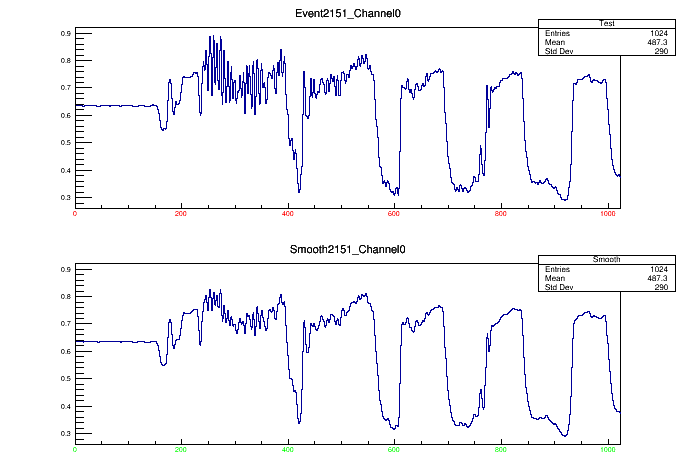 Event2151_Channel0
Test
Entries 1024
Mean 487.3
Std Dev 290
0.9
0.8
0.7
0.6
0.5
0.4
0.3
0 200 400 600 800 1000
Smooth2151_Channel0
Smooth
Entries 1024
Mean 487.3
Std Dev 290
0.9
0.8
0.7
0.6
0.5
0.4
0.3
0 200 400 600 800 1000